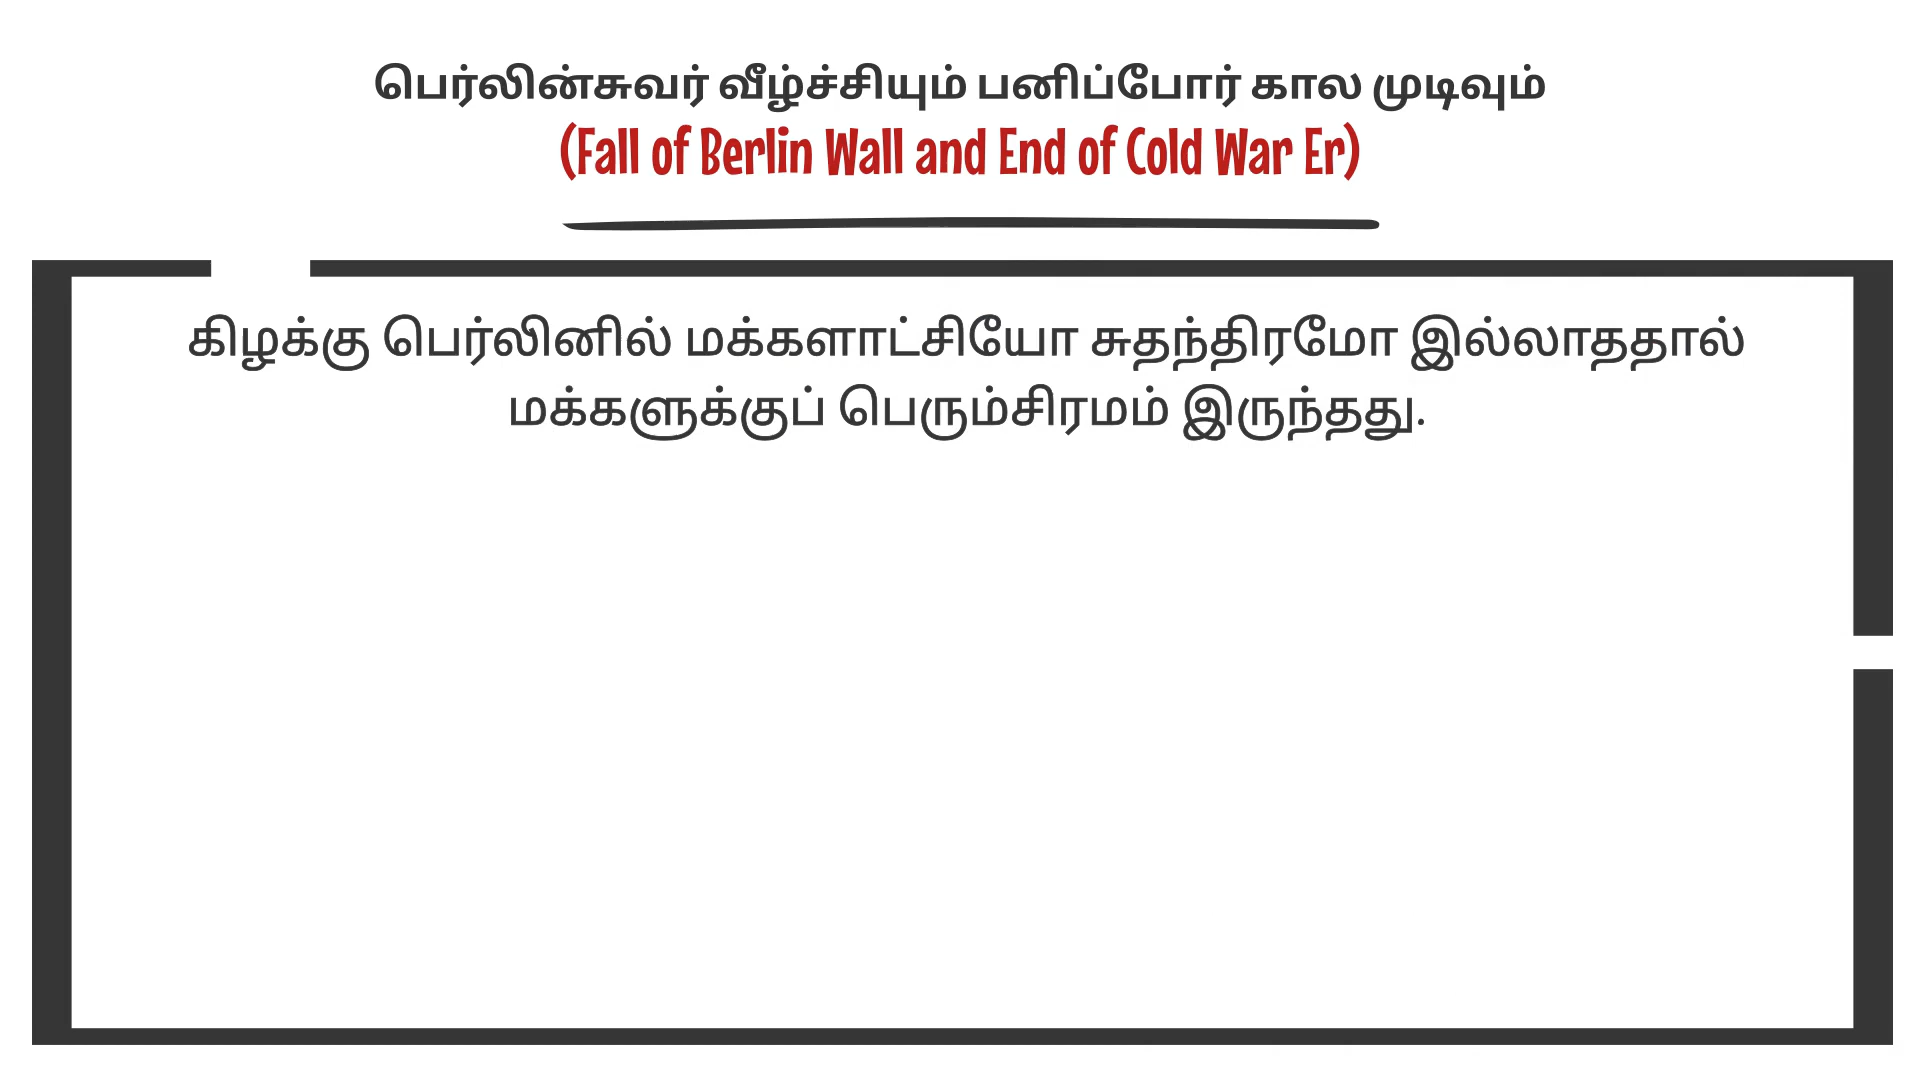 பெர்லின்சுவர் வீழ்ச்சியும் பனிப்போர் கால முடிவும்
(Fall of Berlin Wall and End of Cold War Er)
கிழக்கு பெர்லினில் மக்களாட்சியோ சுதந்திரமோ இல்லாததால்
மக்களுக்குப் பெரும்சிரமம் இருந்தது.